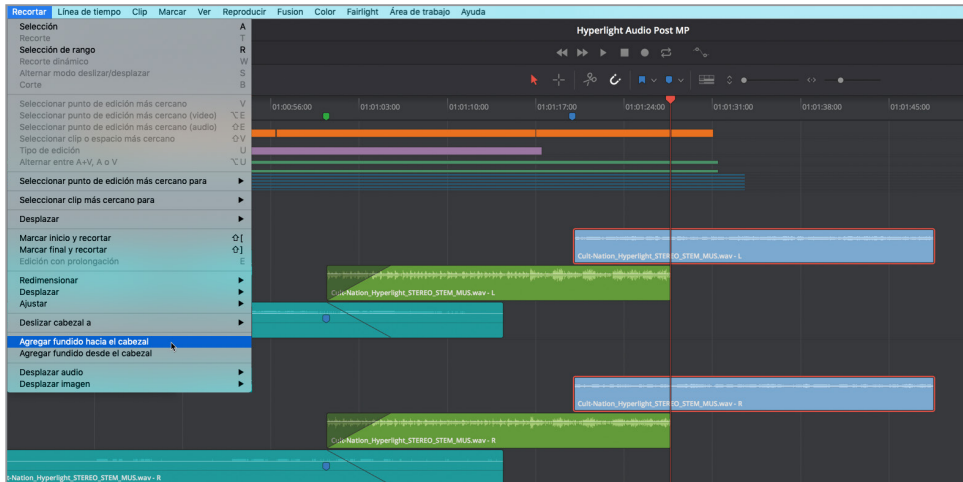 Recortar Línea de tiempo Clip Marcar Ver Reproducir Fusion Color Fairlight Área de trabajo Ayuda
Hyperlight Audio Post MP
Selección A
Recorte T
Selección de rango R
Recorte dinámico W
Alternar modo deslizar/desplazar S
Corte B
Seleccionar punto de edición más cercano V
Seleccionar punto de edición más cercano (video) ⌥E
Seleccionar punto de edición más cercano (audio) ⇧E
Seleccionar clip o espacio más cercano ⇧V
Tipo de edición U
Alternar entre A+V, A o V ⌥U
Seleccionar punto de edición más cercano para
Seleccionar clip más cercano para
Desplazar
Marcar inicio y recortar ⇧[
Marcar final y recortar ⇧]
Edición con prolongación E
Redimensionar
Desplazar
Ajustar
Deslizar cabezal a
Agregar fundido hacia el cabezal
Agregar fundido desde el cabezal
Desplazar audio
Desplazar imagen
01:00:56:00 01:01:03:00 01:01:10:00 01:01:17:00 01:01:24:00 01:01:31:00 01:01:38:00 01:01:45:00
Cult-Nation_Hyperlight_STEREO_STEM_MUS.wav - L
Cult-Nation_Hyperlight_STEREO_STEM_MUS.wav - L
Cult-Nation_Hyperlight_STEREO_STEM_MUS.wav - R
Cult-Nation_Hyperlight_STEREO_STEM_MUS.wav - R
t-Nation_Hyperlight_STEREO_STEM_MUS.wav - R